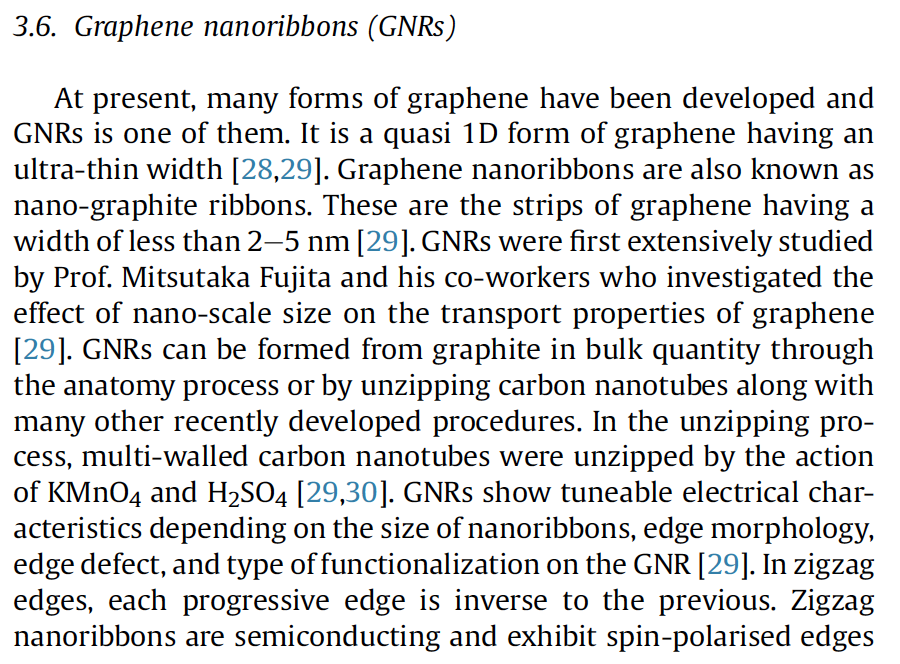 3.6. Graphene nanoribbons (GNRs)
At present, many forms of graphene have been developed and
GNRs is one of them. It is a quasi 1D form of graphene having an
ultra-thin width [28,29]. Graphene nanoribbons are also known as
nano-graphite ribbons. These are the strips of graphene having a
width of less than 2–5 nm [29]. GNRs were first extensively studied
by Prof. Mitsutaka Fujita and his co-workers who investigated the
effect of nano-scale size on the transport properties of graphene
[29]. GNRs can be formed from graphite in bulk quantity through
the anatomy process or by unzipping carbon nanotubes along with
many other recently developed procedures. In the unzipping pro-
cess, multi-walled carbon nanotubes were unzipped by the action
of KMnO₄ and H₂SO₄ [29,30]. GNRs show tuneable electrical char-
acteristics depending on the size of nanoribbons, edge morphology,
edge defect, and type of functionalization on the GNR [29]. In zigzag
edges, each progressive edge is inverse to the previous. Zigzag
nanoribbons are semiconducting and exhibit spin-polarised edges